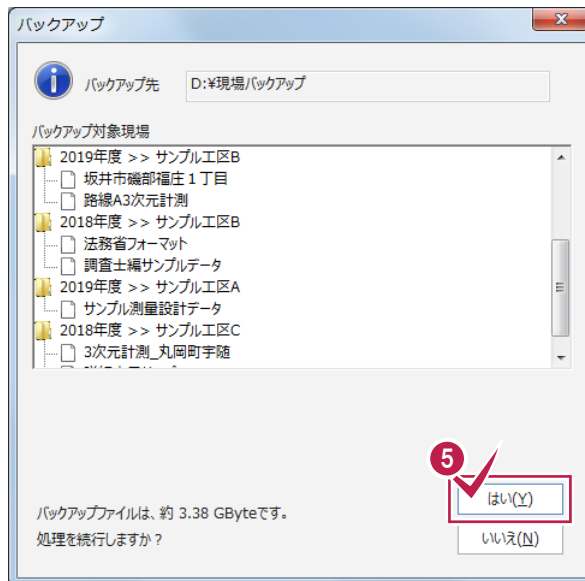 バックアップ
バックアップ先 D:¥現場バックアップ
バックアップ対象現場
2019年度 >> サンプル工区B
坂井市磯部福庄１丁目
路線A3次元計測
2018年度 >> サンプル工区B
法務省フォーマット
調査士編サンプルデータ
2019年度 >> サンプル工区A
サンプル測量設計データ
2018年度 >> サンプル工区C
3次元計測_丸岡町宇随
5
はい(Y)
バックアップファイルは、約 3.38 GByteです。
処理を続行しますか？
いいえ(N)